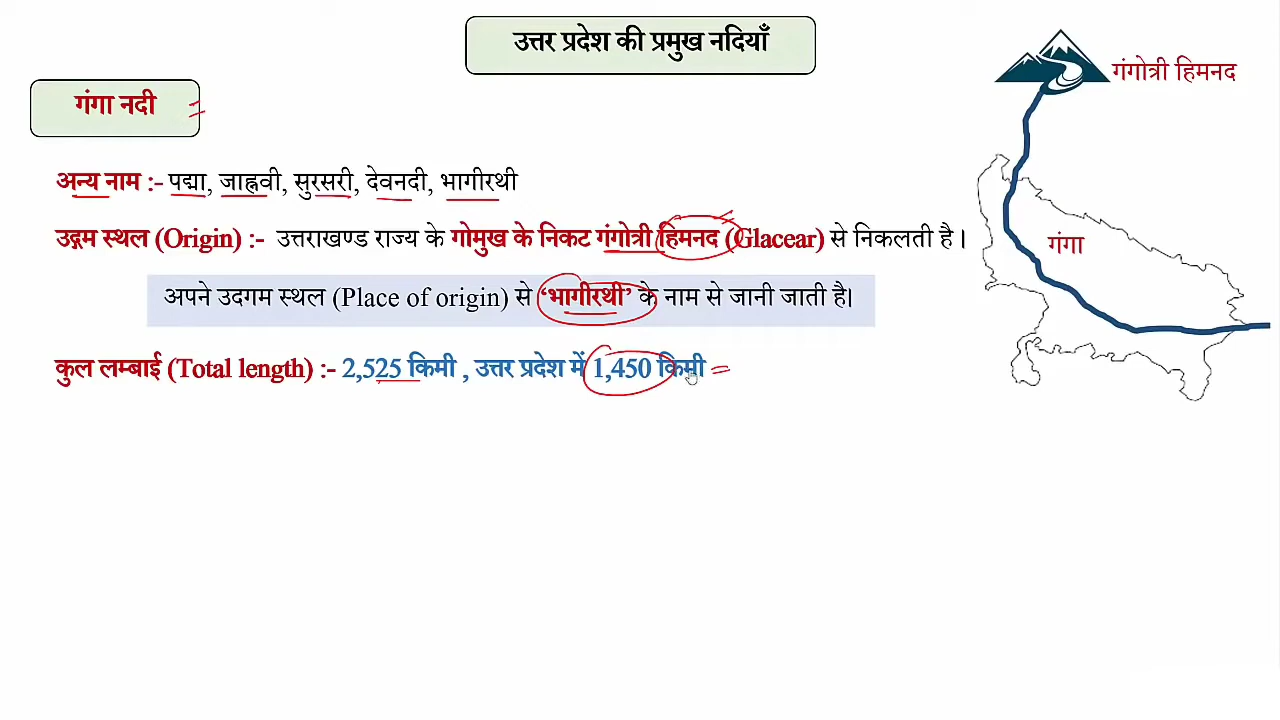 उत्तर प्रदेश की प्रमुख नदियाँ
गंगोत्री हिमनद
गंगा नदी
अन्य नाम :- पद्मा, जाह्नवी, सुरसरी, देवनदी, भागीरथी
उद्गम स्थल (Origin) :- उत्तराखण्ड राज्य के गोमुख के निकट गंगोत्री हिमनद (Glacear) से निकलती है।
गंगा
अपने उदगम स्थल (Place of origin) से ‘भागीरथी’ के नाम से जानी जाती है।
कुल लम्बाई (Total length) :- 2,525 किमी , उत्तर प्रदेश में 1,450 किमी